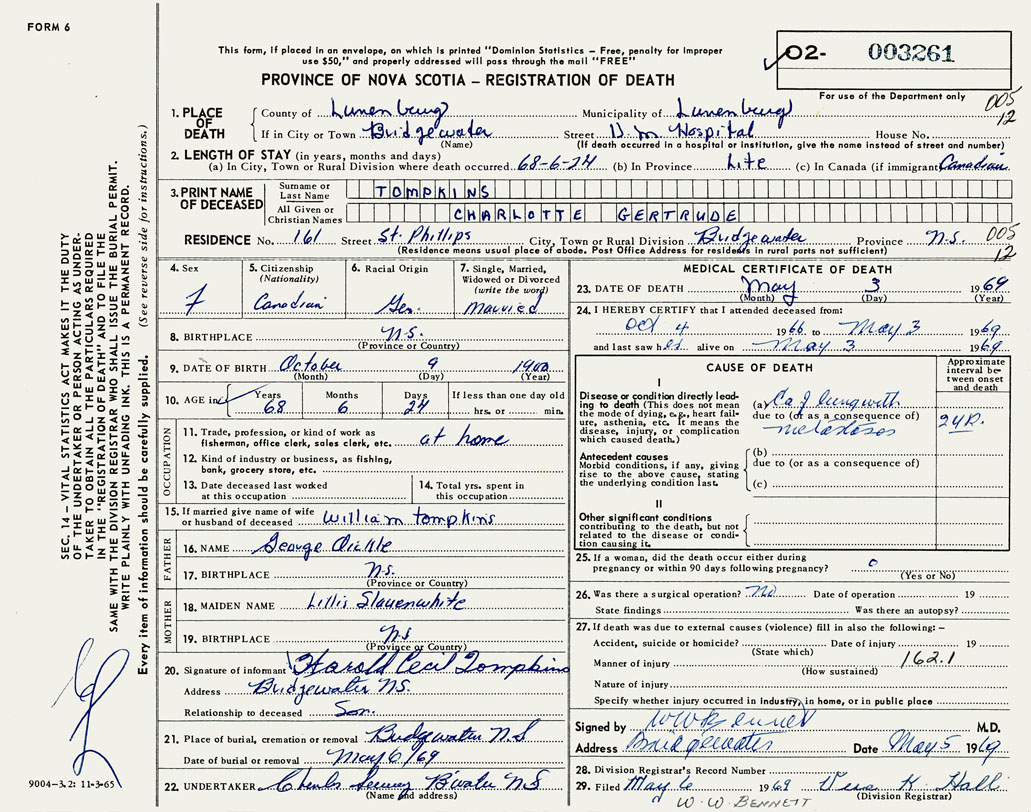 FORM 6
This form, if placed in an envelope, on which is printed "Dominion Statistics - Free, penalty for improper
use $50," and properly addressed will pass through the mail "FREE"
PROVINCE OF NOVA SCOTIA - REGISTRATION OF DEATH
O2- 003261
For use of the Department only
005
12
1. PLACE OF DEATH
County of Lunenburg Municipality of Lunenburg
If in City or Town Bridgewater Street D. M. Hospital House No.
(Name) (If death occurred in a hospital or institution, give the name instead of street and number)
2. LENGTH OF STAY (in years, months and days)
(a) In City, Town or Rural Division where death occurred 68-6-24 (b) In Province Life (c) In Canada (if immigrant Canadian
3. PRINT NAME OF DECEASED
Surname or Last Name TOMPKINS
All Given or Christian Names CHARLOTTE GERTRUDE
RESIDENCE No. 161 Street St. Phillips City, Town or Rural Division Bridgewater Province N.S. 005
(Residence means usual place of abode. Post Office Address for residents in rural parts not sufficient) 12
4. Sex F
5. Citizenship (Nationality) Canadian
6. Racial Origin Ger.
7. Single, Married, Widowed or Divorced (write the word) Married
8. BIRTHPLACE N.S.
(Province or Country)
9. DATE OF BIRTH October 9 1900
(Month) (Day) (Year)
10. AGE in Years 68 Months 6 Days 24 If less than one day old hrs. or min.
OCCUPATION
11. Trade, profession, or kind of work as fisherman, office clerk, sales clerk, etc. at home
12. Kind of industry or business, as fishing, bank, grocery store, etc.
13. Date deceased last worked at this occupation
14. Total yrs. spent in this occupation
15. If married give name of wife or husband of deceased William Tompkins
FATHER
16. NAME George
17. BIRTHPLACE N.S.
(Province or Country)
MOTHER
18. MAIDEN NAME Lillis Slauenwhite
19. BIRTHPLACE NS
(Province or Country)
20. Signature of informant Harold Cecil Tompkins
Address Bridgewater NS.
Relationship to deceased Son.
21. Place of burial, cremation or removal Bridgewater NS
Date of burial or removal May 6/69
22. UNDERTAKER Charles B'water NS
(Name and address)
MEDICAL CERTIFICATE OF DEATH
23. DATE OF DEATH May 3 1969
(Month) (Day) (Year)
24. I HEREBY CERTIFY that I attended deceased from:
Oct 4 1966 to May 3 1969
and last saw her alive on May 3 1969
CAUSE OF DEATH
Approximate interval between onset and death
I
Disease or condition directly leading to death (This does not mean the mode of dying, e.g., heart failure, asthenia, etc. It means the disease, injury, or complication which caused death.)
(a) Ca of lung with
due to (or as a consequence of)
metastases
2 yr.
Antecedent causes
Morbid conditions, if any, giving rise to the above cause, stating the underlying condition last.
(b)
due to (or as a consequence of)
(c)
II
Other significant conditions
contributing to the death, but not related to the disease or condition causing it.
25. If a woman, did the death occur either during pregnancy or within 90 days following pregnancy? o
(Yes or No)
26. Was there a surgical operation? No Date of operation 19
State findings Was there an autopsy?
27. If death was due to external causes (violence) fill in also the following: -
Accident, suicide or homicide? Date of injury 19
(State which)
Manner of injury 162.1
(How sustained)
Nature of injury
Specify whether injury occurred in industry, in home, or in public place
Signed by WW Bennett M.D.
Address Bridgewater Date May 5 1969
28. Division Registrar's Record Number
29. Filed May 6 1969 Vera K. Hall
(Division Registrar)
W. W. BENNETT
SEC. 14 - VITAL STATISTICS ACT MAKES IT THE DUTY
OF THE UNDERTAKER OR PERSON ACTING AS UNDER-
TAKER TO OBTAIN ALL THE PARTICULARS REQUIRED
IN THE "REGISTRATION OF DEATH" AND TO FILE THE
SAME WITH THE DIVISION REGISTRAR WHO SHALL ISSUE THE BURIAL PERMIT.
WRITE PLAINLY WITH UNFADING INK. THIS IS A PERMANENT RECORD.
Every item of information should be carefully supplied. (See reverse side for instructions.)
9004-3.2: 11-3-65